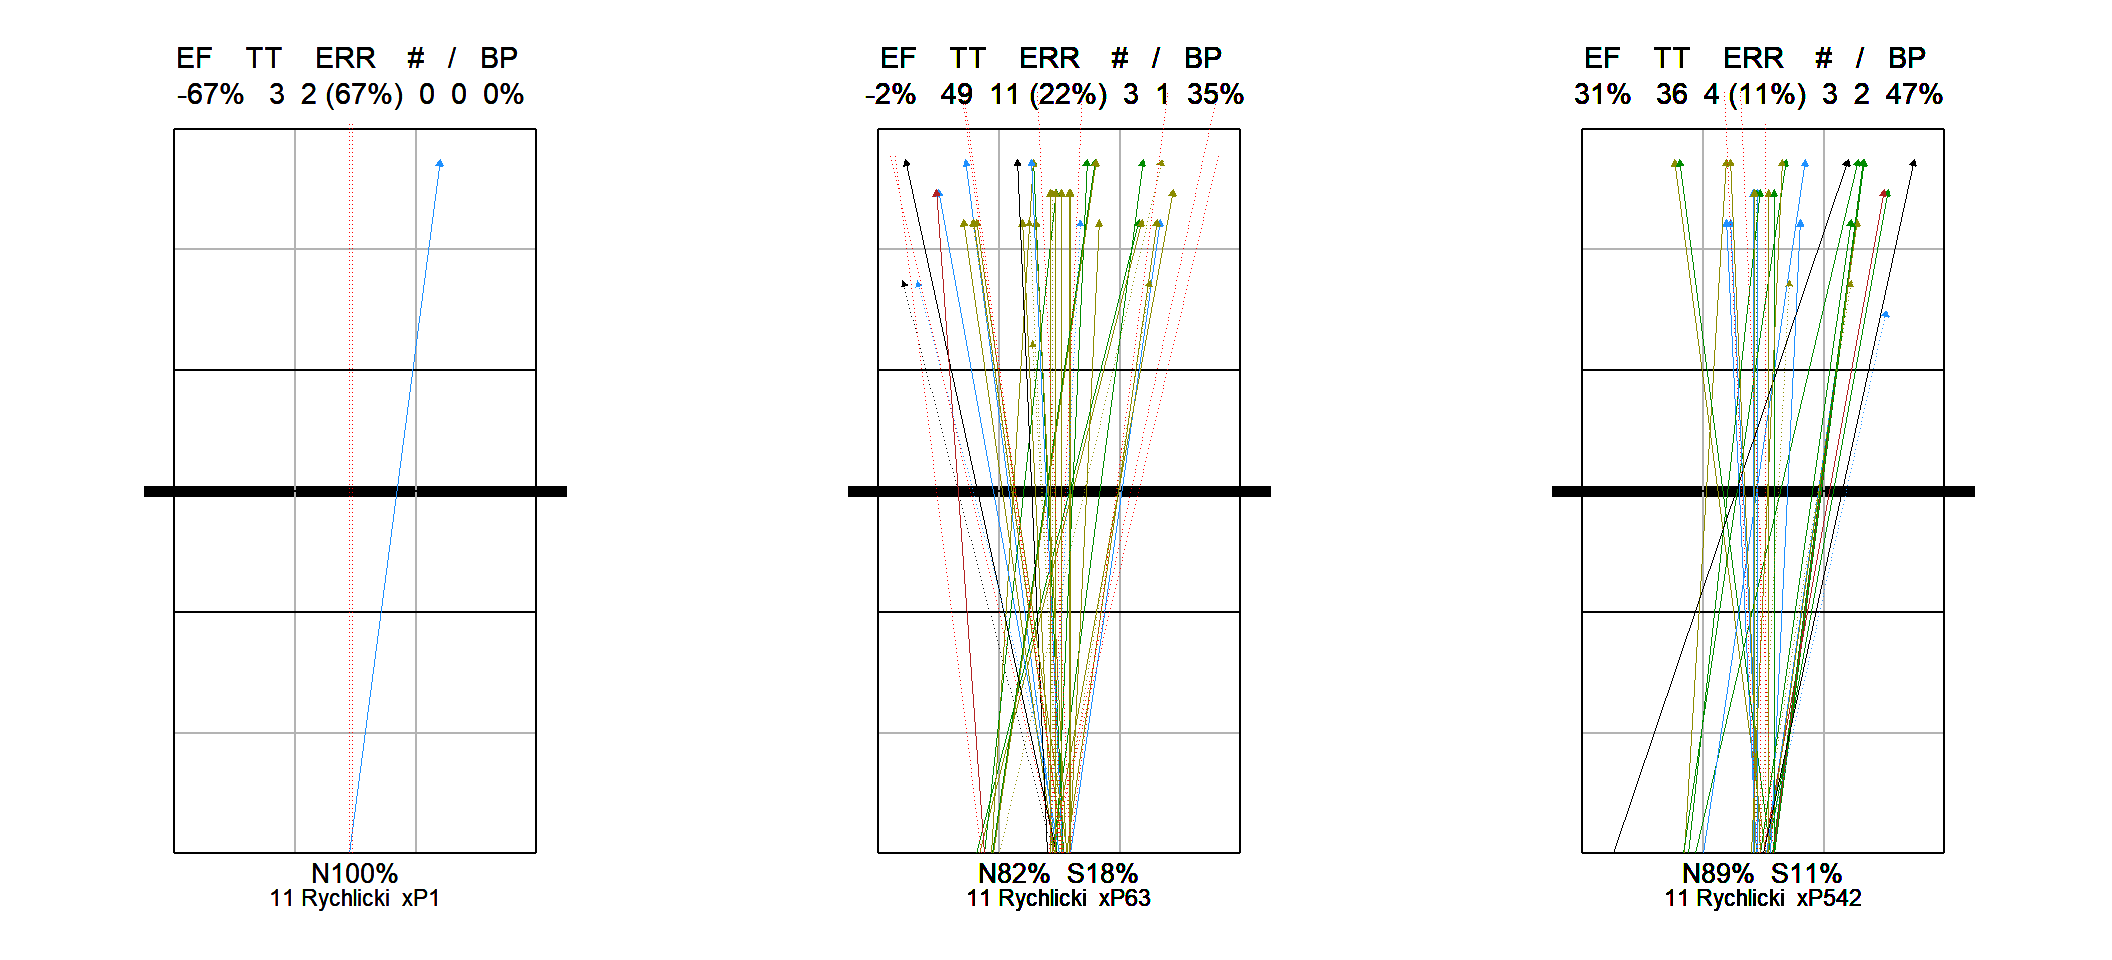 EF TT ERR # / BP
-67% 3 2 (67%) 0 0 0%
N100%
11 Rychlicki xP1
EF TT ERR # / BP
-2% 49 11 (22%) 3 1 35%
N82% S18%
11 Rychlicki xP63
EF TT ERR # / BP
31% 36 4 (11%) 3 2 47%
N89% S11%
11 Rychlicki xP542